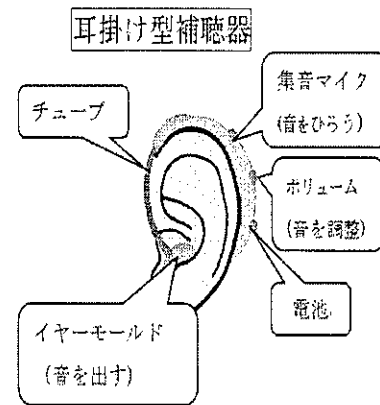 耳掛け型補聴器
集音マイク
(音をひろう)
チューブ
ボリューム
(音を調整)
電池
イヤーモールド
(音を出す)